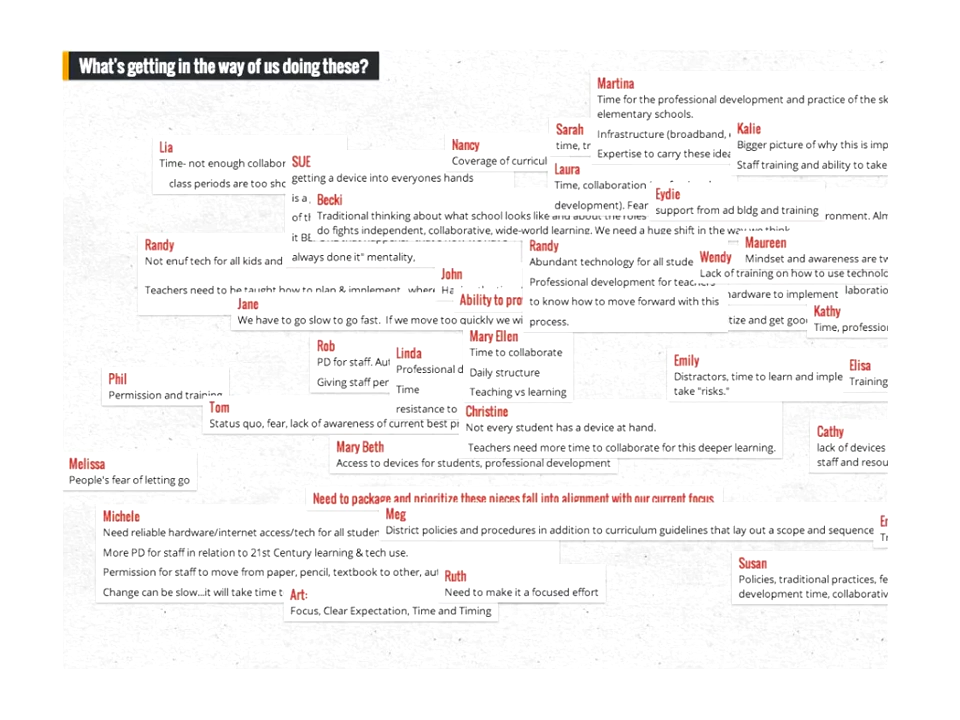 What's getting in the way of us doing these?
Martina
Time for the professional development and practice of the sk
elementary schools.
Infrastructure (broadband,
Expertise to carry these idea
Kalie
Bigger picture of why this is imp
Staff training and ability to take
Sarah
time, tr
Nancy
Coverage of curricul
Lia
Time- not enough collabor
class periods are too sho
SUE
getting a device into everyones hands
is a
of th
it BE
always done it" mentality,
Laura
Time, collaboration
development). Fear
Eydie
support from ad bldg and training
ronment. Alm
Becki
Traditional thinking about what school looks like and about the roles
do fights independent, collaborative, wide-world learning. We need a huge shift in the way we think
Randy
Not enuf tech for all kids and
Teachers need to be taught how to plan & implement
John
Randy
Abundant technology for all stude
Professional development for teachers
to know how to move forward with this
process.
Wendy
Lack of training on how to use technolo
hardware to implement
Maureen
Mindset and awareness are tw
laboratio
Jane
We have to go slow to go fast. If we move too quickly we wi
Ability to pro
tize and get good
Kathy
Time, profession
Mary Ellen
Time to collaborate
Daily structure
Teaching vs learning
Rob
PD for staff. Aut
Giving staff per
Linda
Professional d
Time
resistance to
Emily
Distractors, time to learn and imple
take "risks."
Elisa
Training
Phil
Permission and training
Tom
Status quo, fear, lack of awareness of current best pr
Christine
Not every student has a device at hand.
Teachers need more time to collaborate for this deeper learning.
Cathy
lack of devices
staff and resou
Mary Beth
Access to devices for students, professional development
Melissa
People's fear of letting go
Need to package and prioritize these pieces fall into alignment with our current focus
Michele
Need reliable hardware/internet access/tech for all studen
More PD for staff in relation to 21st Century learning & tech use.
Permission for staff to move from paper, pencil, textbook to other, aut
Change can be slow...it will take time t
Meg
District policies and procedures in addition to curriculum guidelines that lay out a scope and sequence
Er
Tr
Ruth
Need to make it a focused effort
Art:
Focus, Clear Expectation, Time and Timing
Susan
Policies, traditional practices, fe
development time, collaborativ